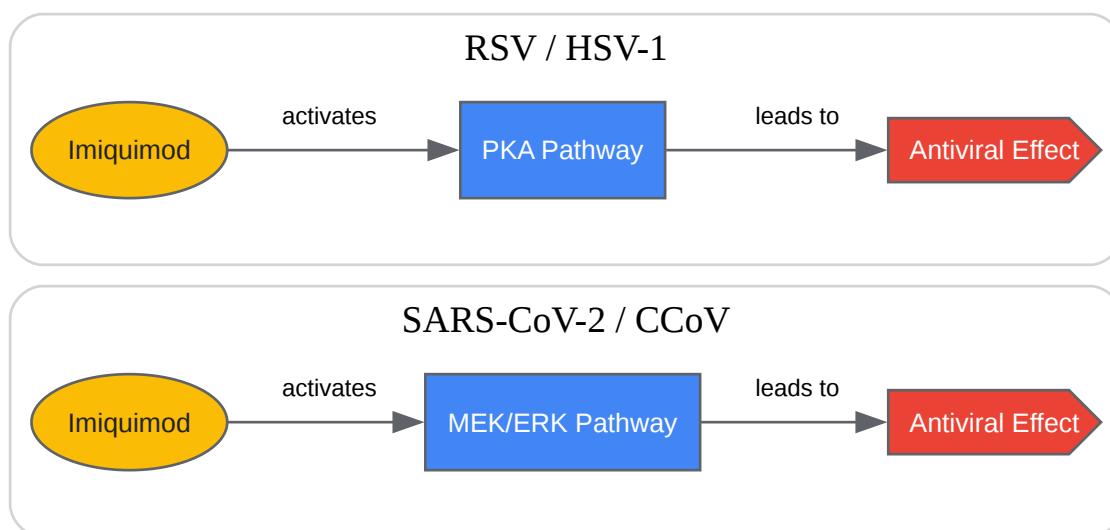 RSV / HSV-1
activates
leads to
Imiquimod
PKA Pathway
Antiviral Effect
SARS-CoV-2 / CCoV
activates
leads to
Imiquimod
MEK/ERK Pathway
Antiviral Effect